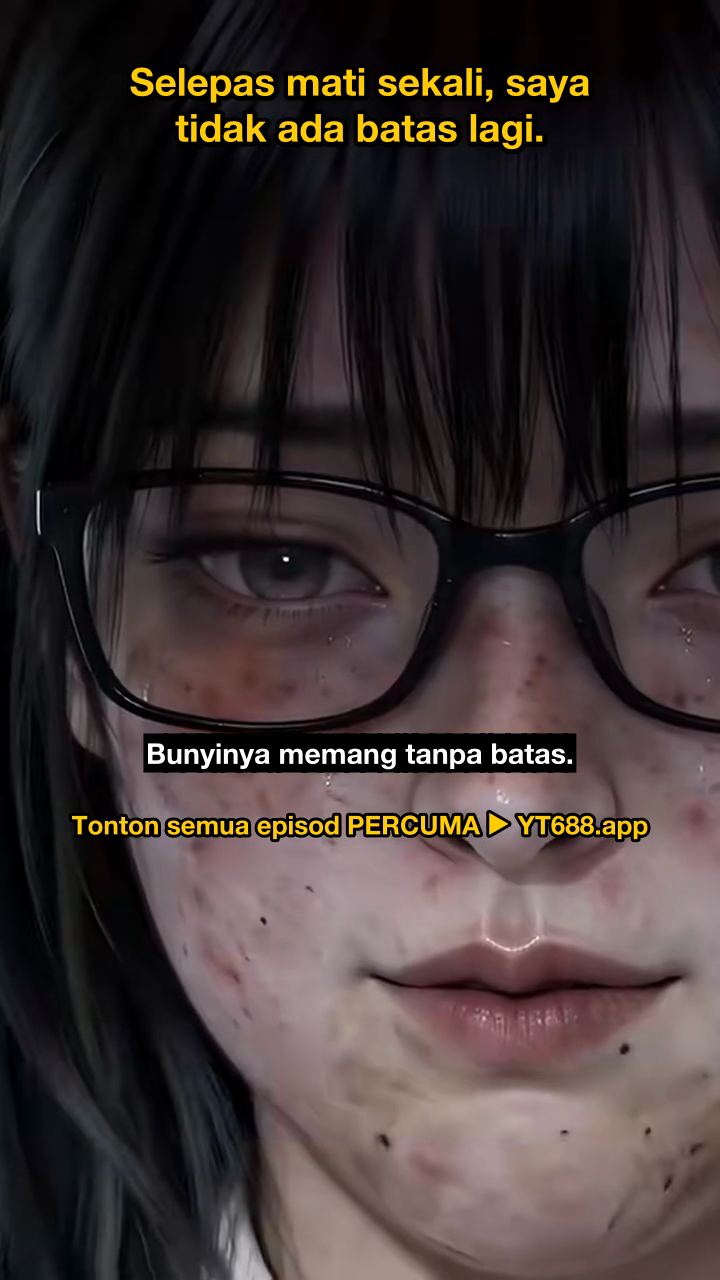 Selepas mati sekali, saya
tidak ada batas lagi.
Bunyinya memang tanpa batas.
Tonton semua episod PERCUMA ▶ YT688.app